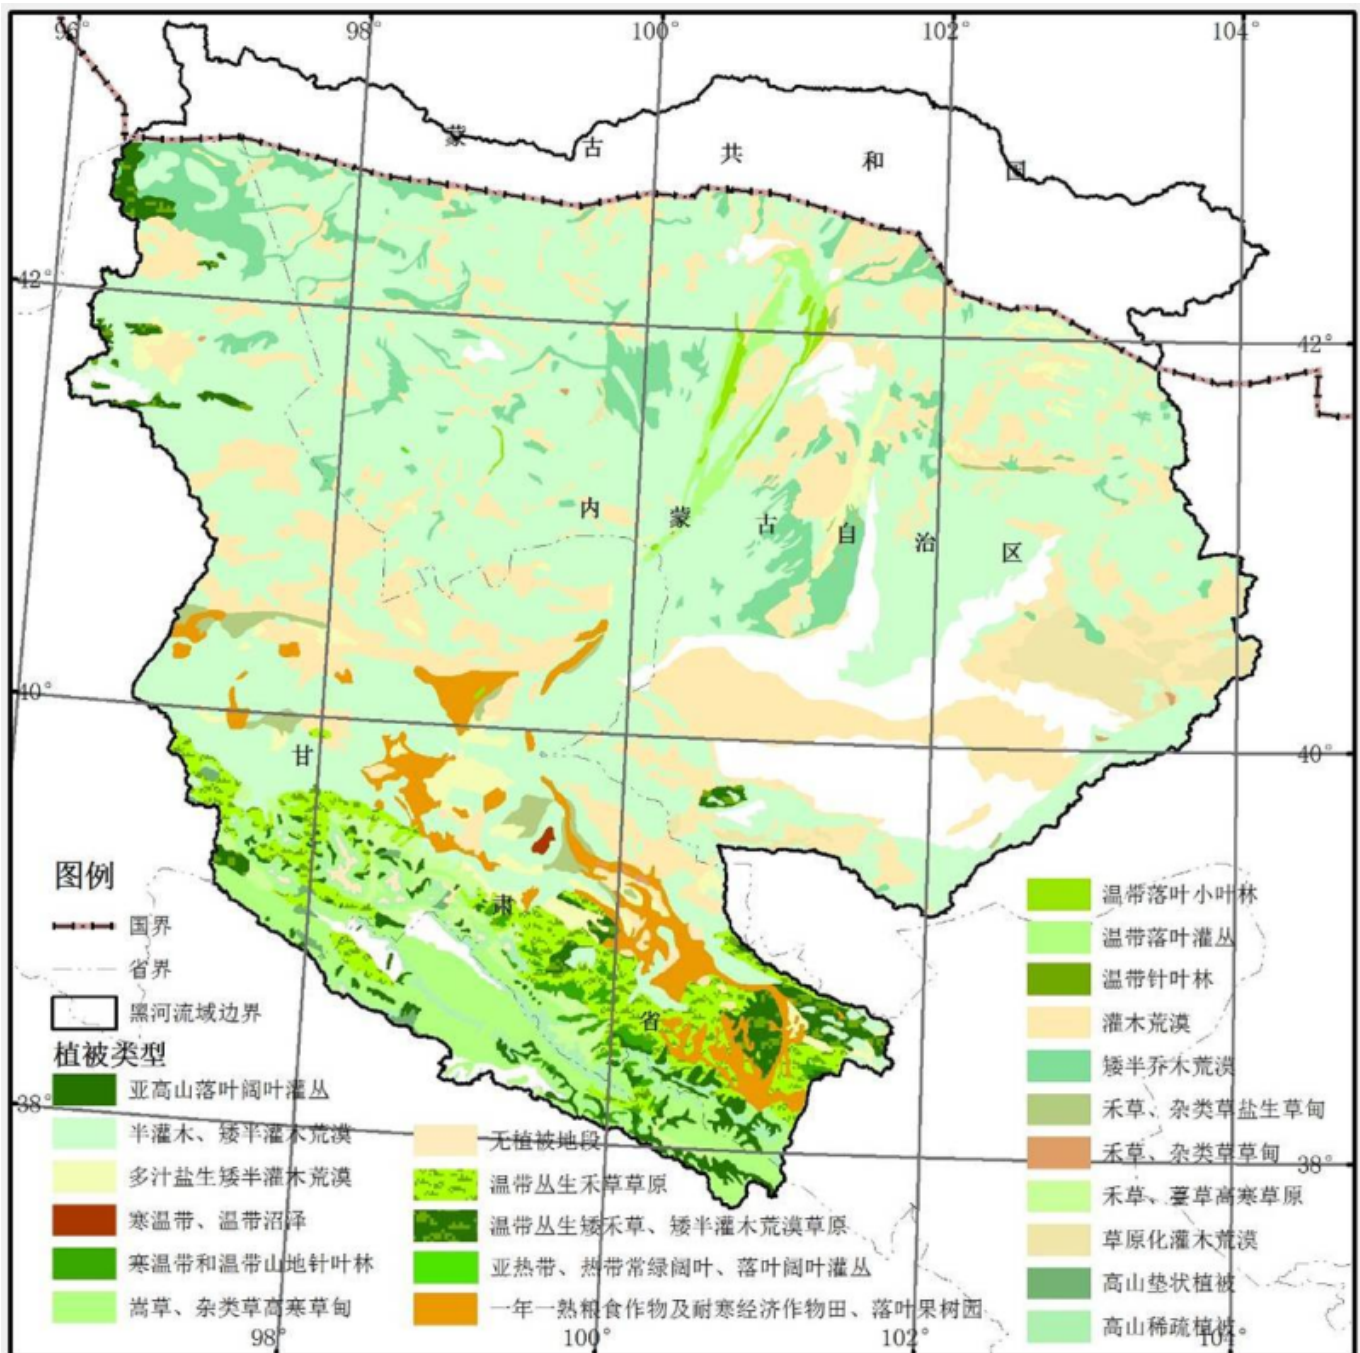 96° 98° 100° 102° 104°
蒙 古 共 和 国
42° 42°
内 蒙 古 自 治 区
40° 40°
甘
肃
省
38° 38°
98° 100° 102° 104°
图例
国界
省界
黑河流域边界
植被类型
亚高山落叶阔叶灌丛
半灌木、矮半灌木荒漠
多汁盐生矮半灌木荒漠
寒温带、温带沼泽
寒温带和温带山地针叶林
嵩草、杂类草高寒草甸
无植被地段
温带丛生禾草草原
温带丛生矮禾草、矮半灌木荒漠草原
亚热带、热带常绿阔叶、落叶阔叶灌丛
一年一熟粮食作物及耐寒经济作物田、落叶果树园
温带落叶小叶林
温带落叶灌丛
温带针叶林
灌木荒漠
矮半乔木荒漠
禾草、杂类草盐生草甸
禾草、杂类草草甸
禾草、薹草高寒草原
草原化灌木荒漠
高山垫状植被
高山稀疏植被